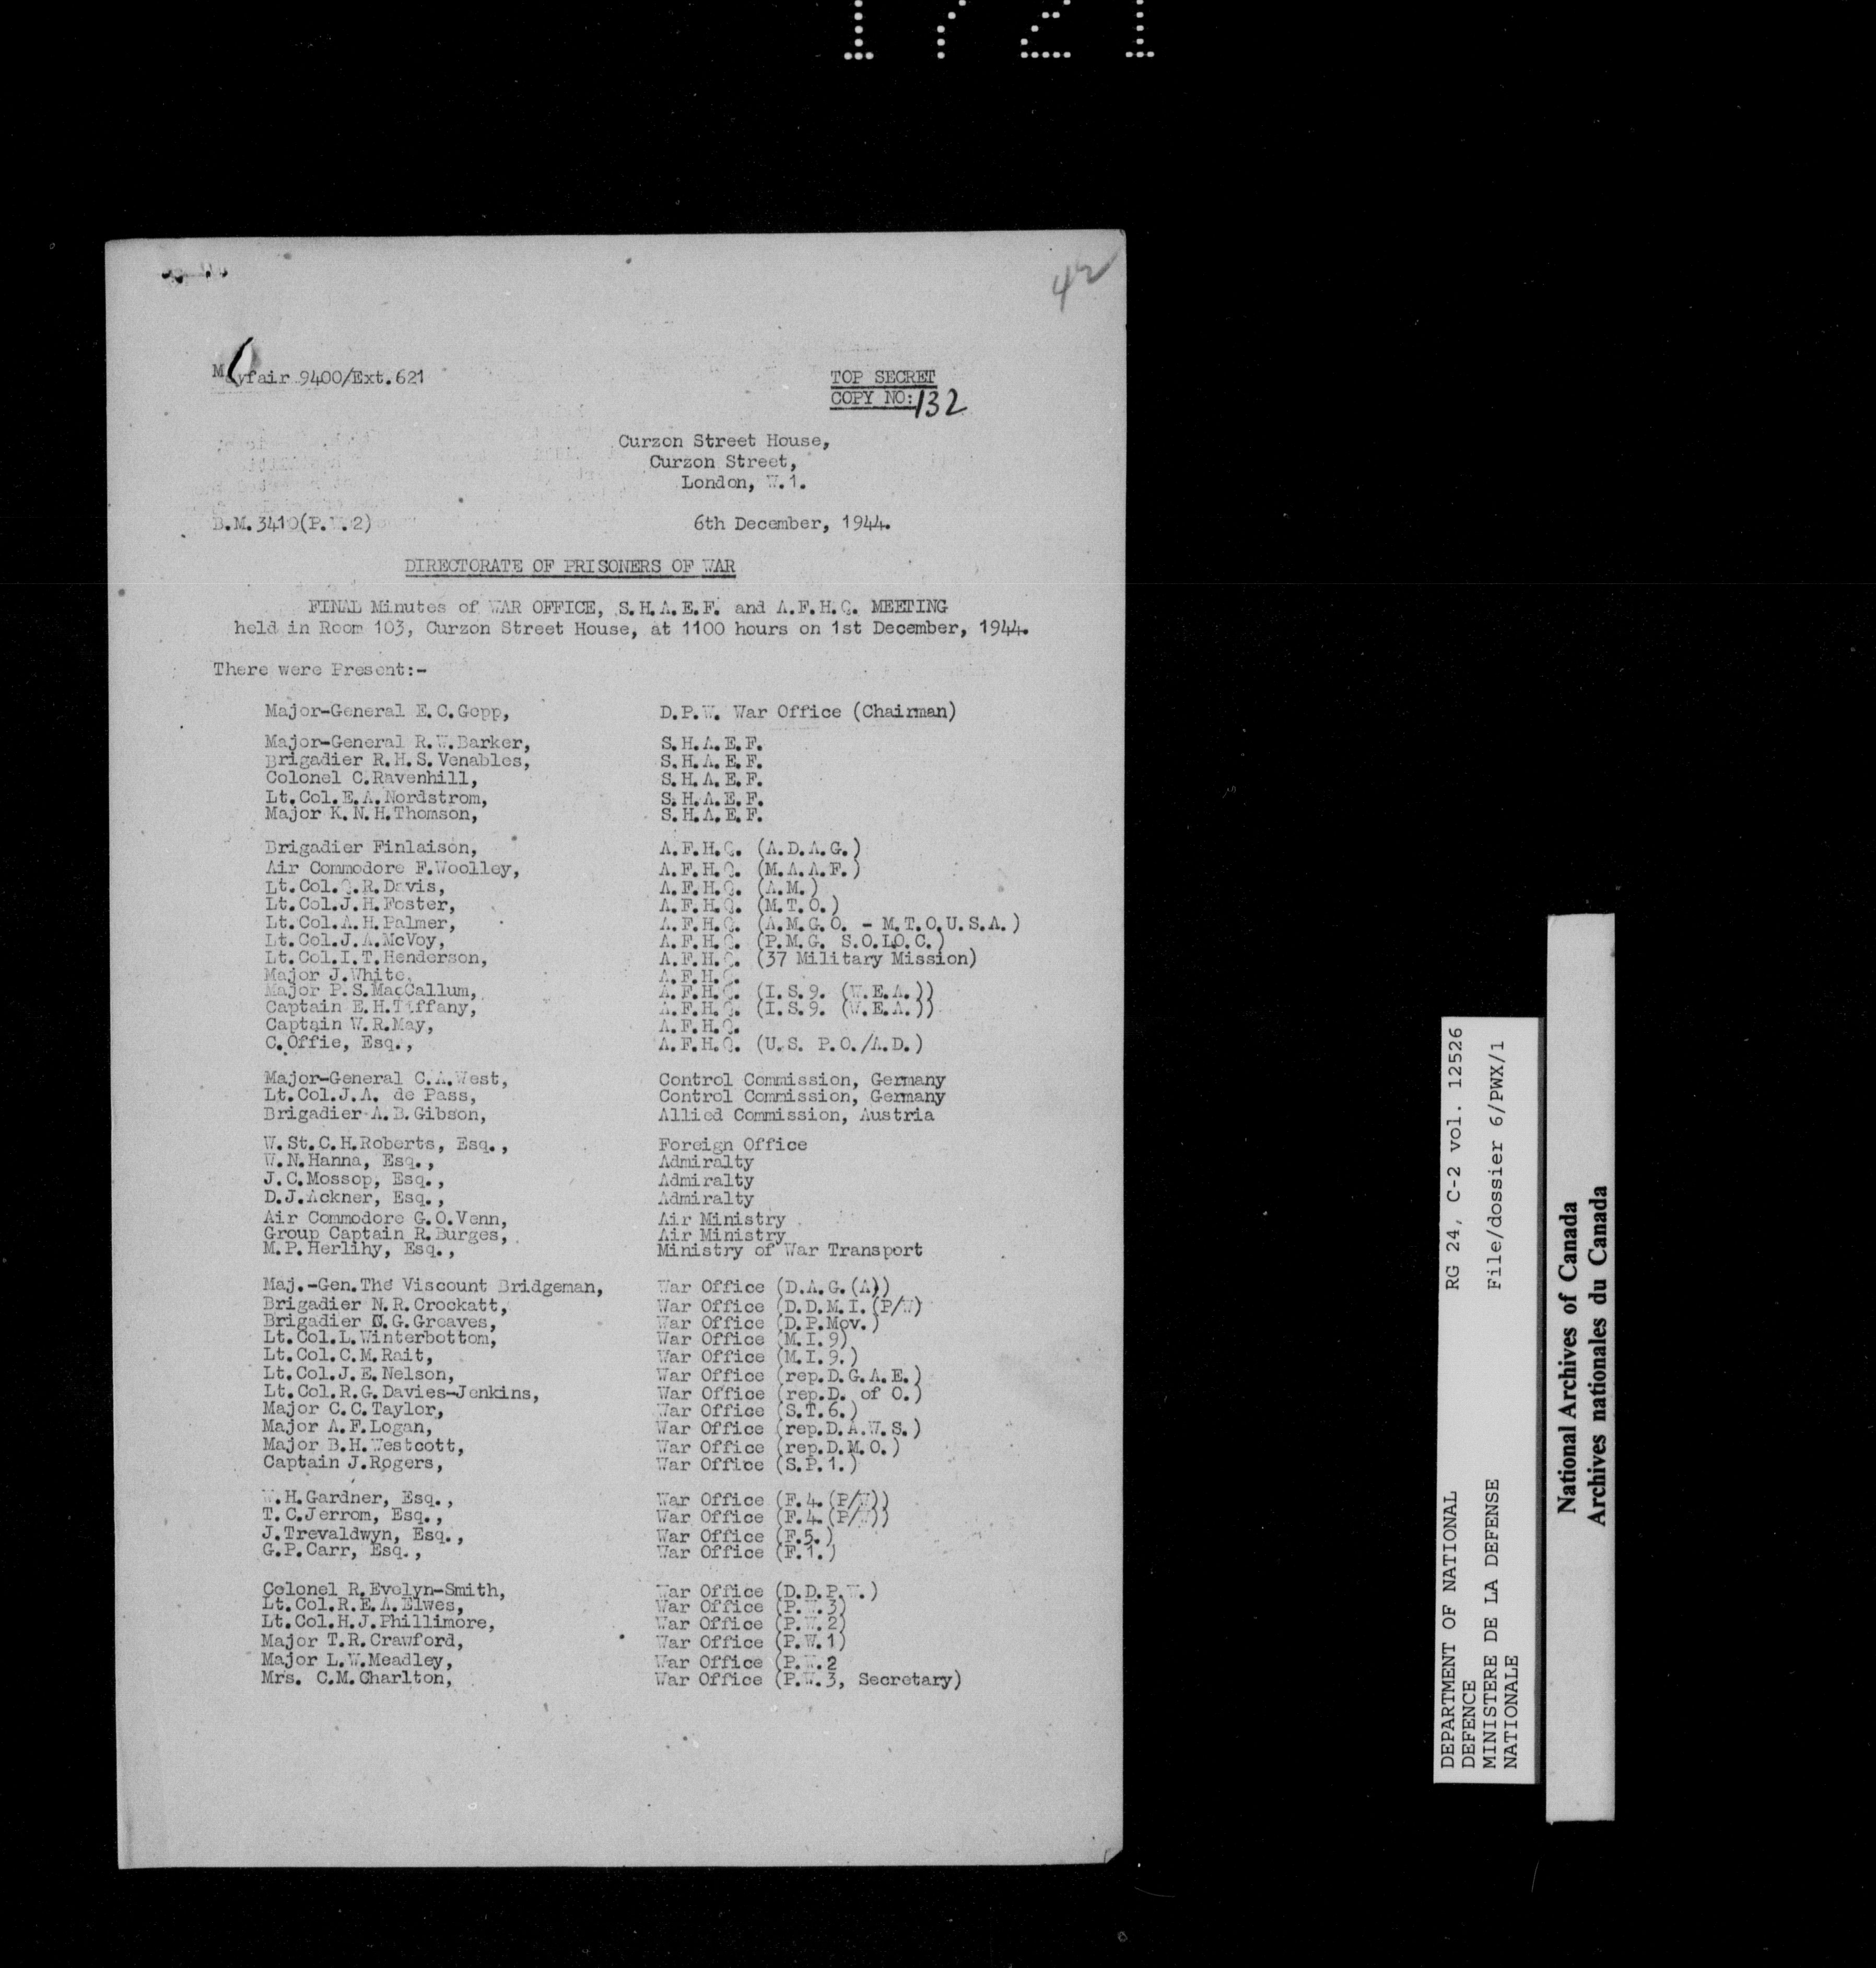 1721
42
Mayfair 9400/Ext.621
TOP SECRET
COPY NO: 132
Curzon Street House,
Curzon Street,
London, W.1.
B.M.3410(P.W.2)
6th December, 1944.
DIRECTORATE OF PRISONERS OF WAR
FINAL Minutes of WAR OFFICE, S.H.A.E.F. and A.F.H.Q. MEETING
held in Room 103, Curzon Street House, at 1100 hours on 1st December, 1944.
There were Present:-
Major-General E.C.Gepp, D.P.W. War Office (Chairman)
Major-General R.W.Barker, S.H.A.E.F.
Brigadier R.H.S.Venables, S.H.A.E.F.
Colonel C.Ravenhill, S.H.A.E.F.
Lt.Col.E.A.Nordstrom, S.H.A.E.F.
Major K.N.H.Thomson, S.H.A.E.F.
Brigadier Finlaison, A.F.H.Q. (A.D.A.G.)
Air Commodore F.Woolley, A.F.H.Q. (M.A.A.F.)
Lt.Col. R.Davis, A.F.H.Q. (A.M.)
Lt.Col.J.H.Foster, A.F.H.Q. (M.T.O.)
Lt.Col.A.H.Palmer, A.F.H.Q. (A.M.G.O. - M.T.O.U.S.A.)
Lt.Col.J.A.McVoy, A.F.H.Q. (P.M.G. S.O.LO.C.)
Lt.Col.I.T.Henderson, A.F.H.Q. (37 Military Mission)
Major J.White, A.F.H.Q.
Major P.S.MacCallum, A.F.H.Q. (I.S.9. (W.E.A.))
Captain E.H.Tiffany, A.F.H.Q. (I.S.9. (W.E.A.))
Captain W.R.May, A.F.H.Q.
C.Offie, Esq., A.F.H.Q. (U.S. P.O./A.D.)
Major-General C.A.West, Control Commission, Germany
Lt.Col.J.A. de Pass, Control Commission, Germany
Brigadier A.B.Gibson, Allied Commission, Austria
W.St.C.H.Roberts, Esq., Foreign Office
W.N.Hanna, Esq., Admiralty
J.C.Mossop, Esq., Admiralty
D.J.Ackner, Esq., Admiralty
Air Commodore G.O.Venn, Air Ministry
Group Captain R.Burges, Air Ministry
M.P.Herlihy, Esq., Ministry of War Transport
Maj.-Gen.The Viscount Bridgeman, War Office (D.A.G.(A))
Brigadier N.R.Crockatt, War Office (D.D.M.I.(P/W)
Brigadier C.G.Greaves, War Office (D.P.Mov.)
Lt.Col.L.Winterbottom, War Office (M.I.9)
Lt.Col.C.M.Rait, War Office (M.I.9.)
Lt.Col.J.E.Nelson, War Office (rep.D.G.A.E.)
Lt.Col.R.G.Davies-Jenkins, War Office (rep.D. of O.)
Major C.C.Taylor, War Office (S.T.6.)
Major A.F.Logan, War Office (rep.D.A.W.S.)
Major B.H.Westcott, War Office (rep.D.M.O.)
Captain J.Rogers, War Office (S.P.1.)
W.H.Gardner, Esq., War Office (F.4.(P/W))
T.C.Jerrom, Esq., War Office (F.4.(P/W))
J.Trevaldwyn, Esq., War Office (F.5.)
G.P.Carr, Esq., War Office (F.1.)
Colonel R.Evelyn-Smith, War Office (D.D.P.W.)
Lt.Col.R.E.A.Elwes, War Office (P.W.3)
Lt.Col.H.J.Phillimore, War Office (P.W.2)
Major T.R.Crawford, War Office (P.W.1)
Major L.W.Meadley, War Office (P.W.2
Mrs. C.M.Charlton, War Office (P.W.3, Secretary)
DEPARTMENT OF NATIONAL RG 24, C-2 vol. 12526
DEFENCE
MINISTERE DE LA DEFENSE File/dossier 6/PWX/1
NATIONALE
National Archives of Canada
Archives nationales du Canada